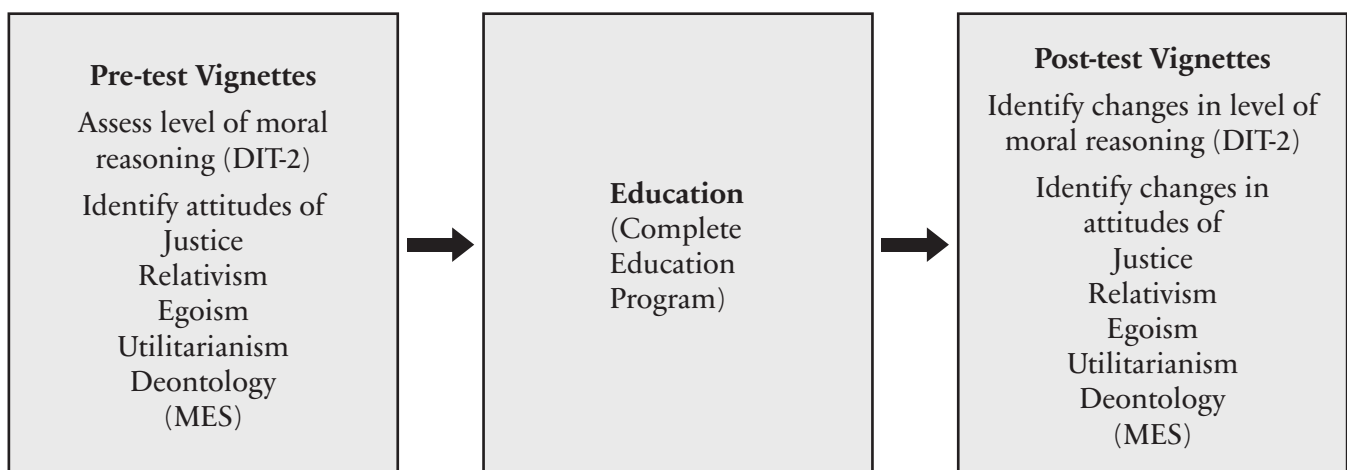 Pre-test Vignettes
Assess level of moral
reasoning (DIT-2)
Identify attitudes of
Justice
Relativism
Egoism
Utilitarianism
Deontology
(MES)
Education
(Complete
Education
Program)
Post-test Vignettes
Identify changes in level of
moral reasoning (DIT-2)
Identify changes in
attitudes of
Justice
Relativism
Egoism
Utilitarianism
Deontology
(MES)